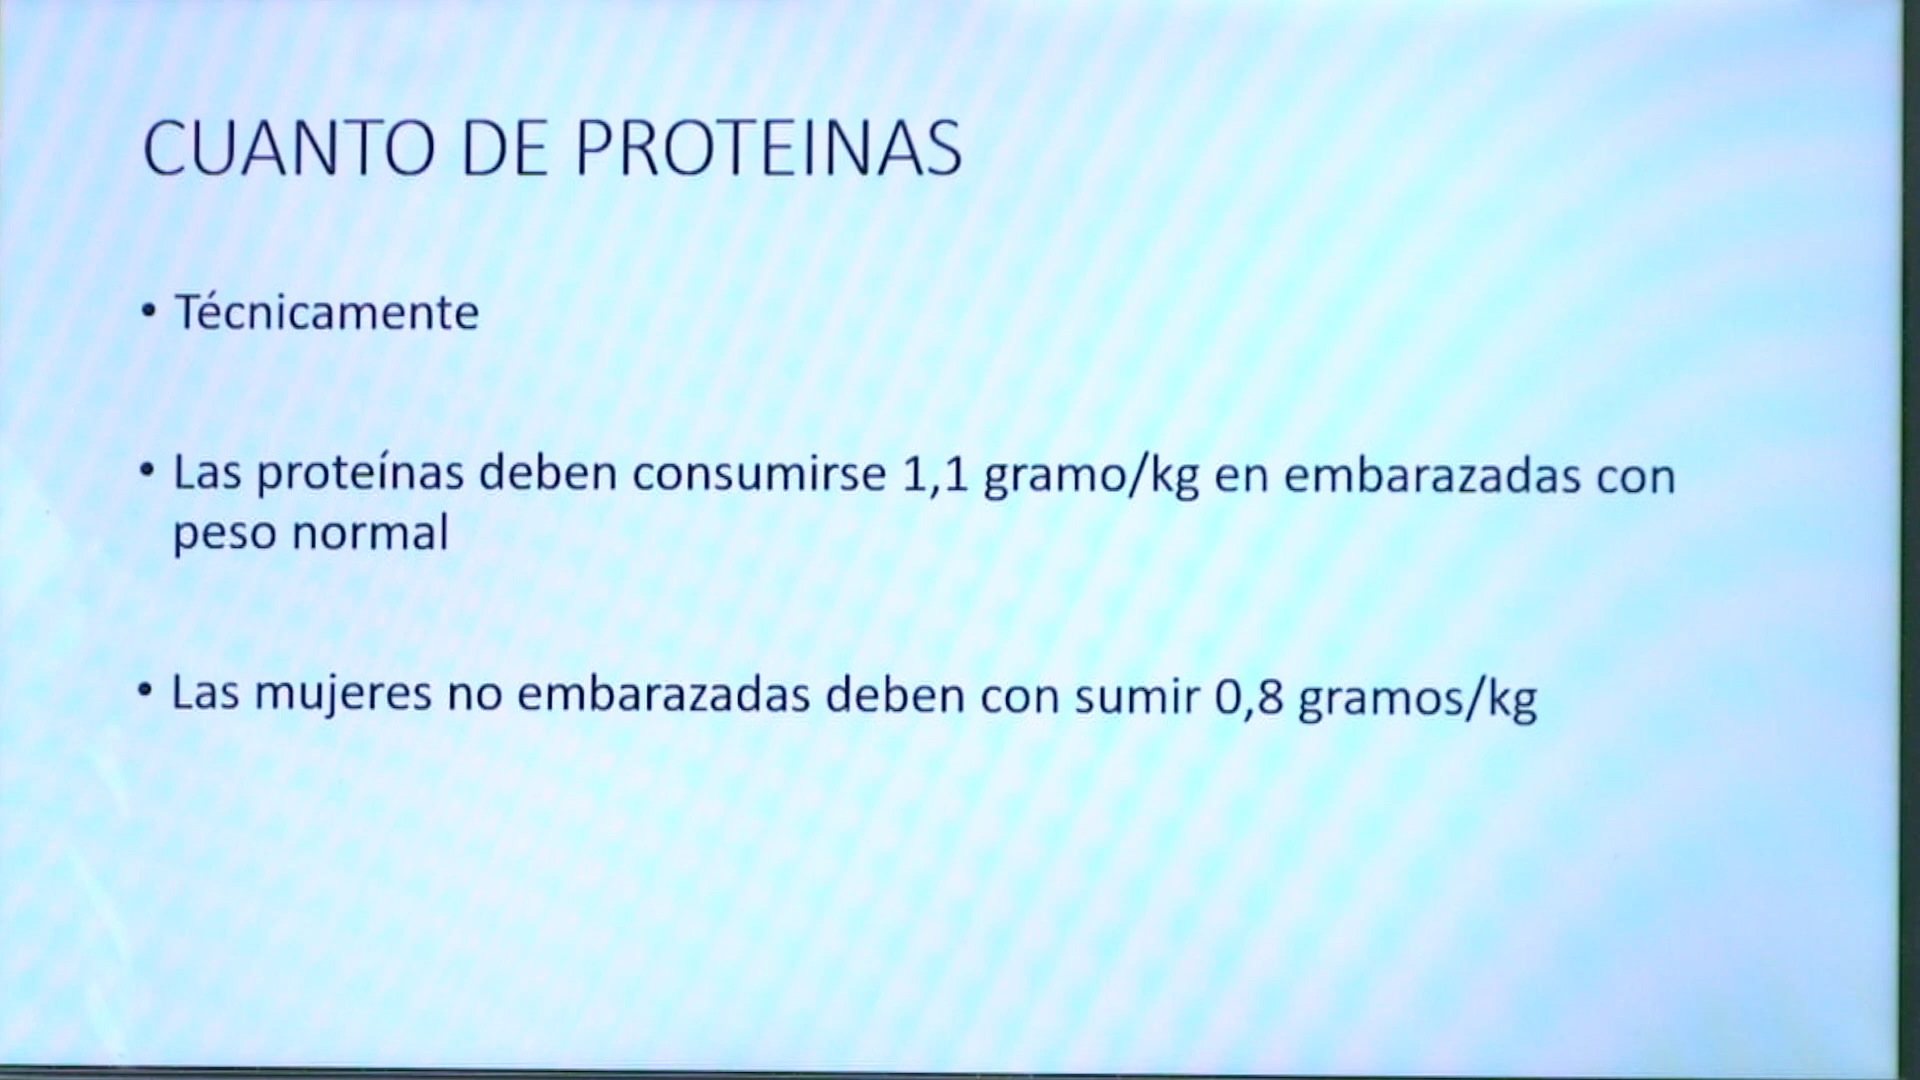 CUANTO DE PROTEINAS
• Técnicamente
• Las proteínas deben consumirse 1,1 gramo/kg en embarazadas con
peso normal
• Las mujeres no embarazadas deben con sumir 0,8 gramos/kg